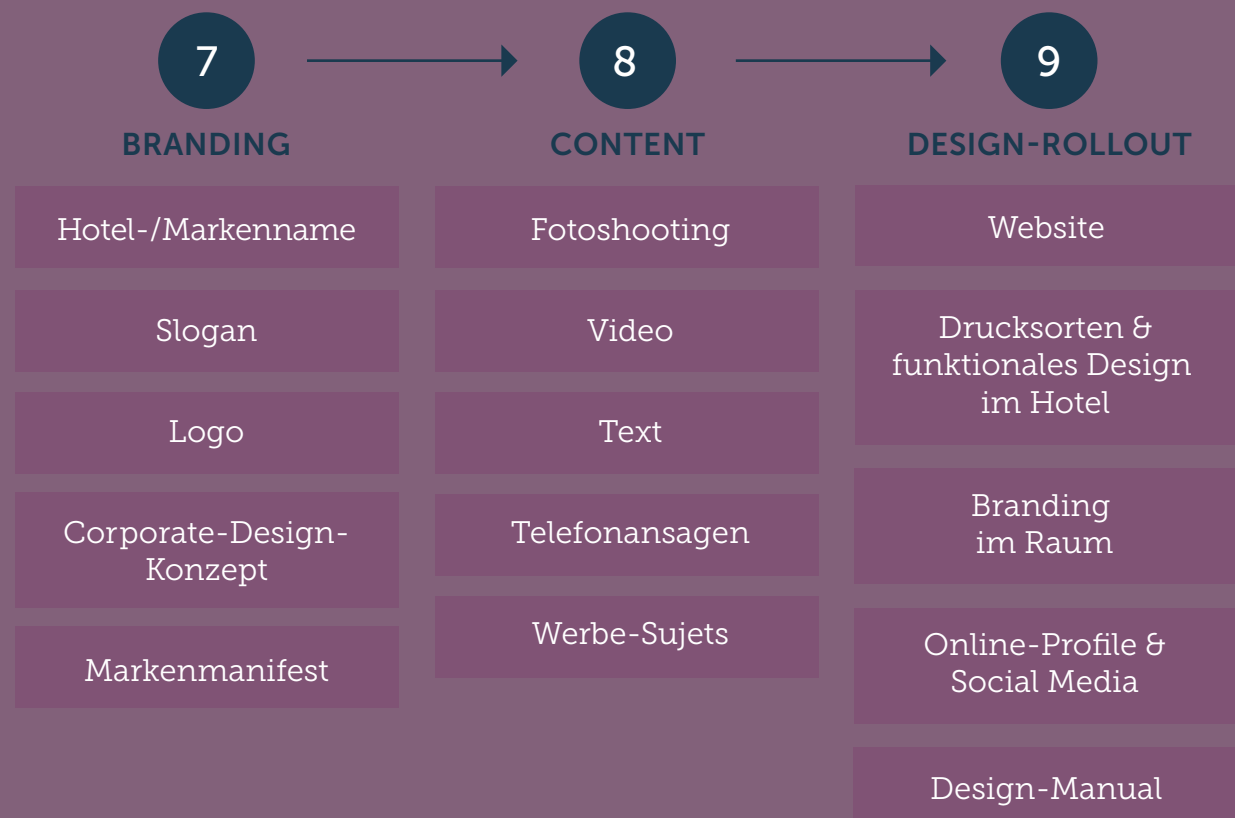 7
BRANDING
Hotel-/Markenname
Slogan
Logo
Corporate-Design-
Konzept
Markenmanifest
8
CONTENT
Fotoshooting
Video
Text
Telefonansagen
Werbe-Sujets
9
DESIGN-ROLLOUT
Website
Drucksorten &
funktionales Design
im Hotel
Branding
im Raum
Online-Profile &
Social Media
Design-Manual